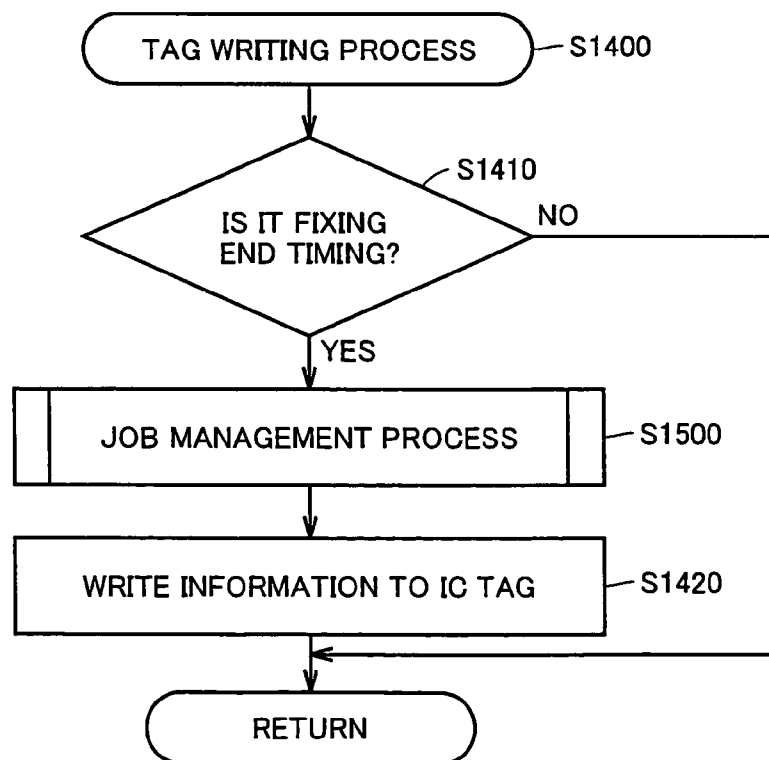 TAG WRITING PROCESS
S1400
S1410
IS IT FIXING
END TIMING?
NO
YES
JOB MANAGEMENT PROCESS
S1500
WRITE INFORMATION TO IC TAG
S1420
RETURN